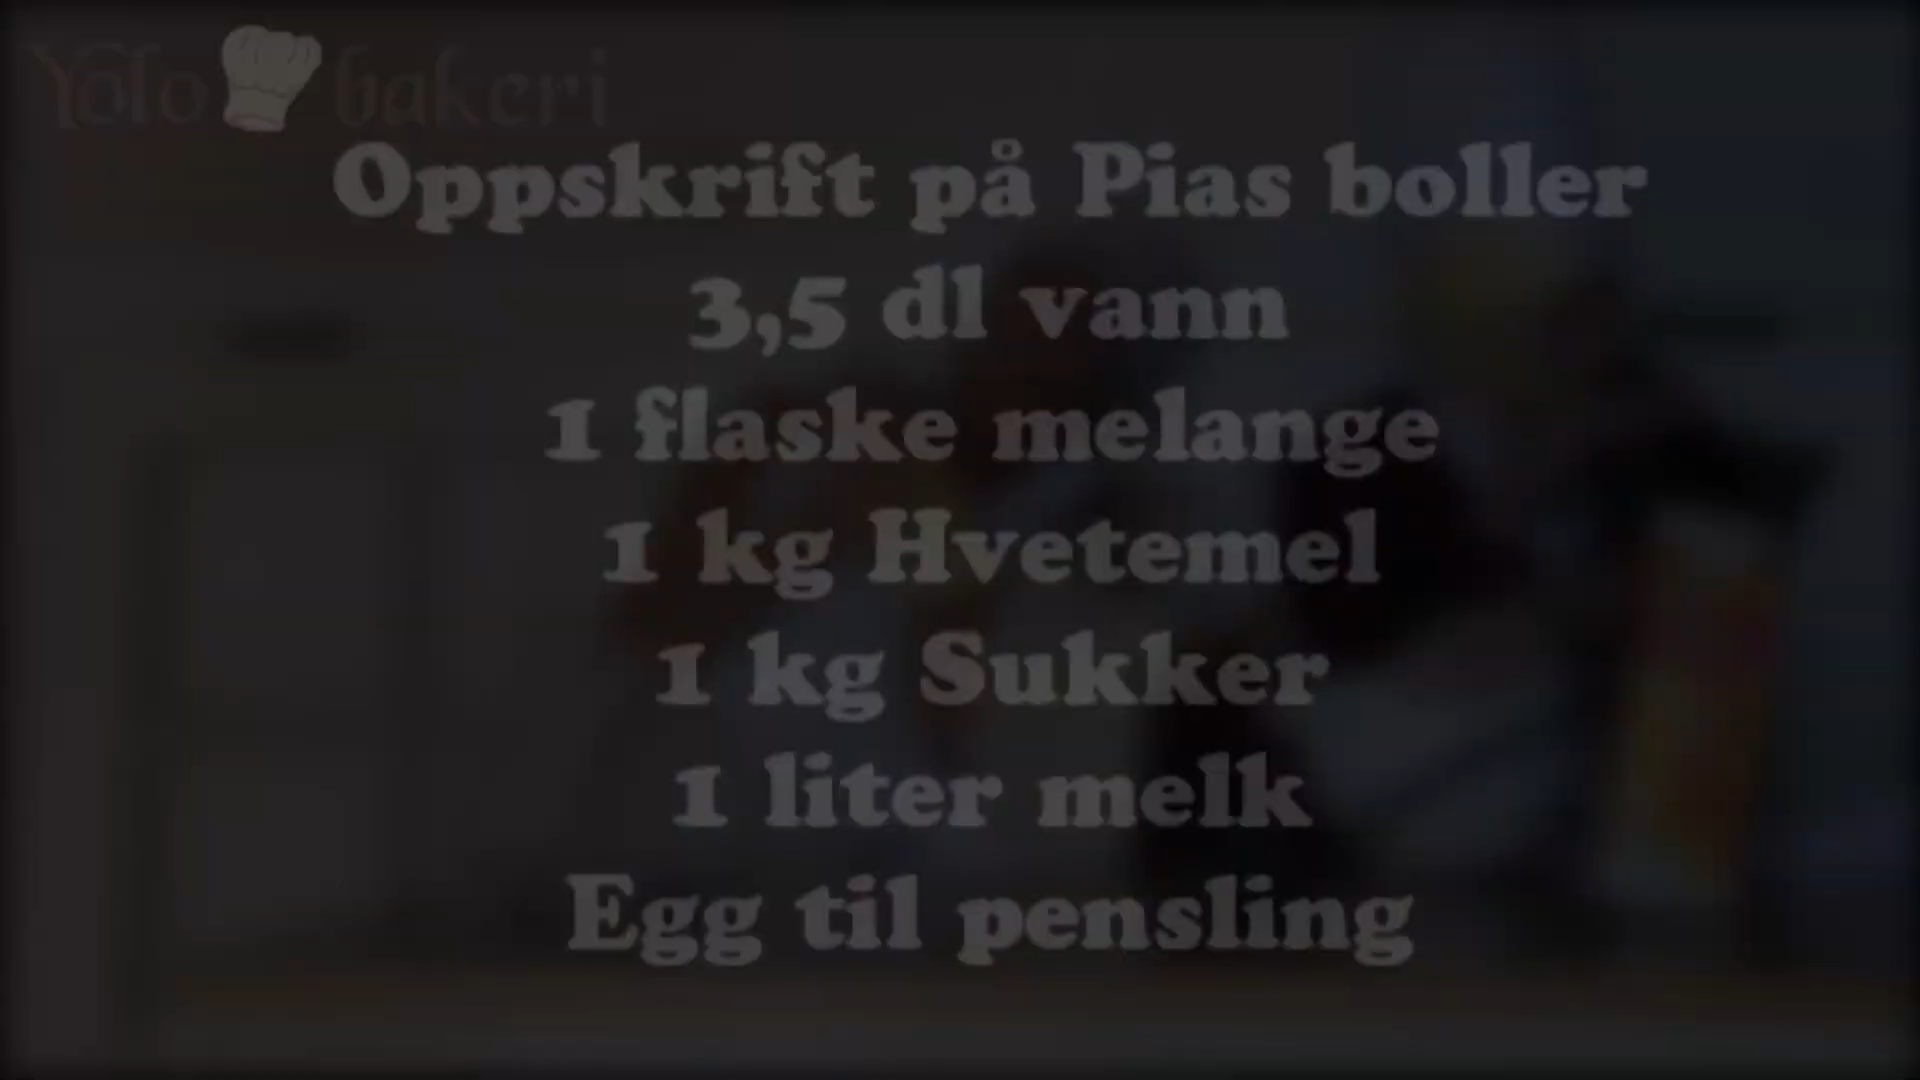 Yolo bakeri
Oppskrift på Pias boller
3,5 dl vann
1 flaske melange
1 kg Hvetemel
1 kg Sukker
1 liter melk
Egg til pensling